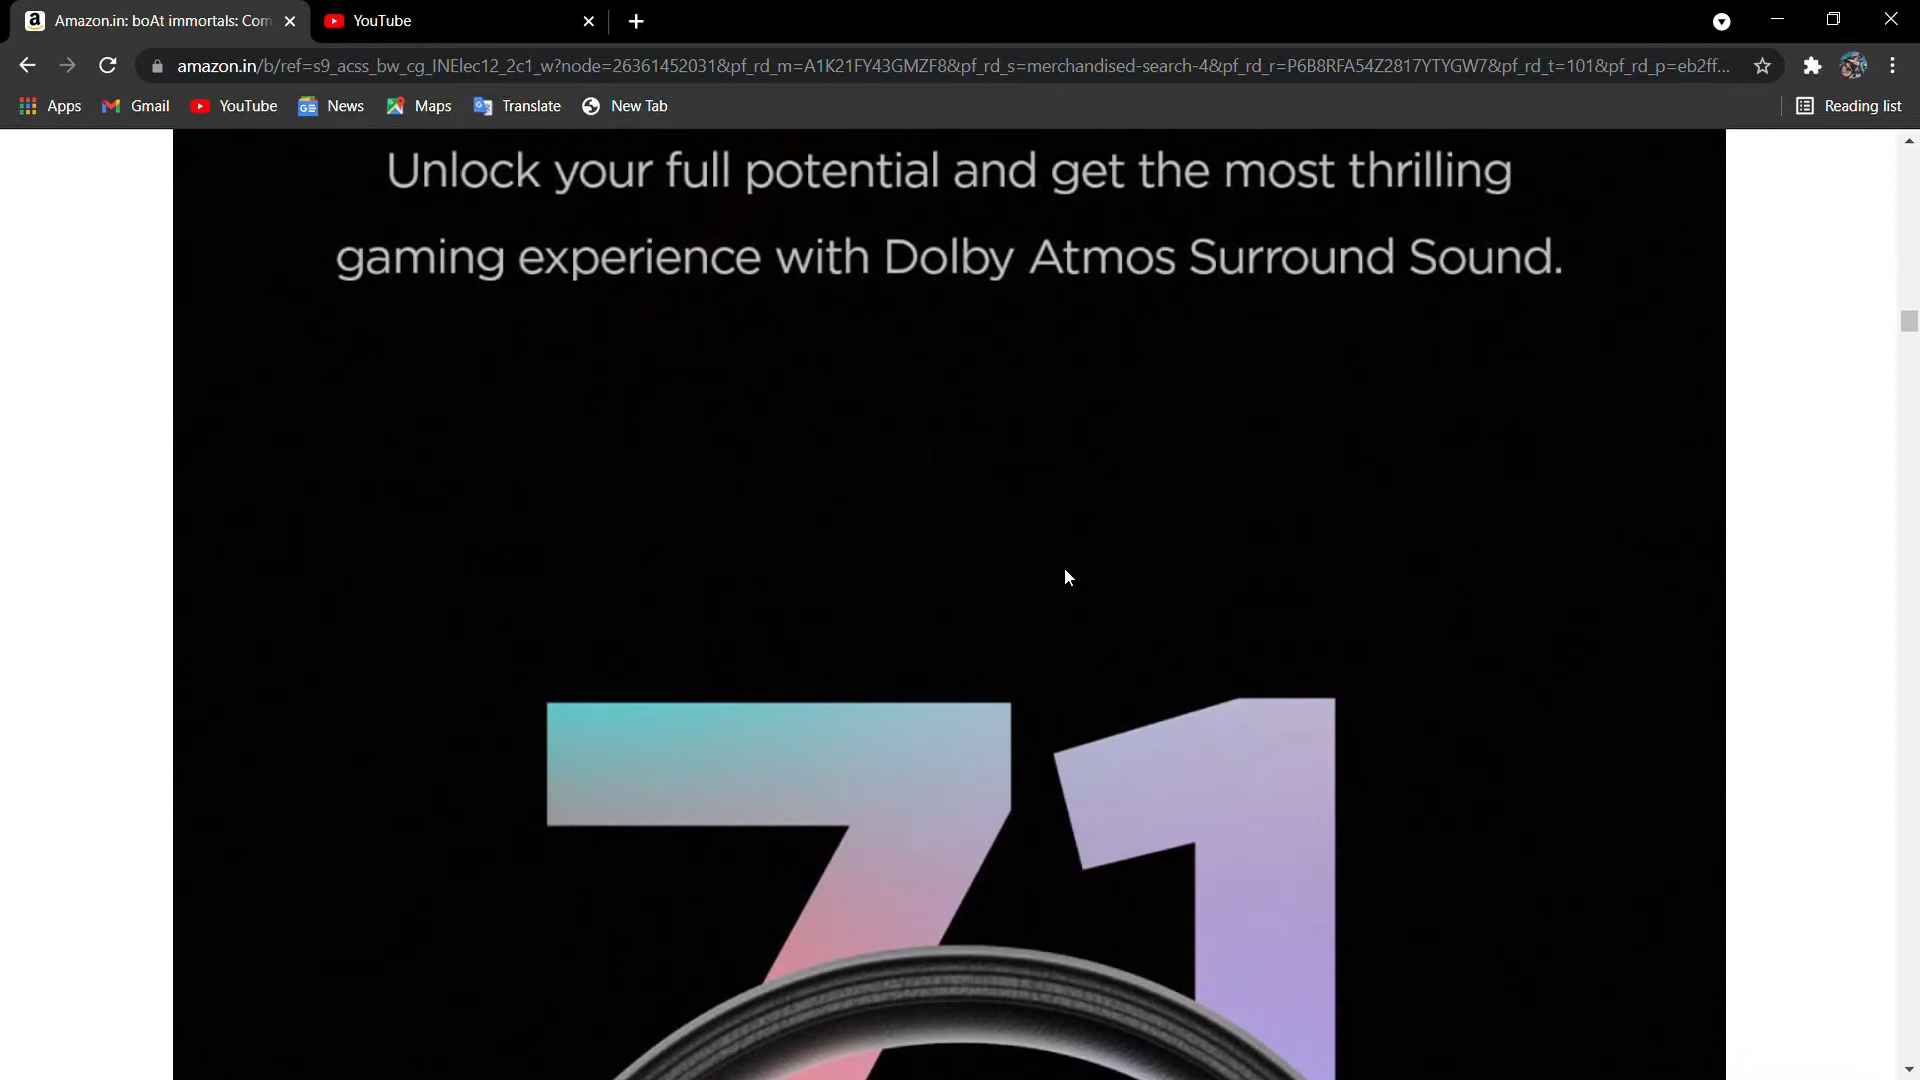 Amazon.in: boAt immortals: Com
YouTube
amazon.in/b/ref=s9_acss_bw_cg_INElec12_2c1_w?node=26361452031&pf_rd_m=A1K21FY43GMZF8&pf_rd_s=merchandised-search-4&pf_rd_r=P6B8RFA54Z2817YTYGW7&pf_rd_t=101&pf_rd_p=eb2ff...
Apps Gmail YouTube News Maps Translate New Tab Reading list
Unlock your full potential and get the most thrilling
gaming experience with Dolby Atmos Surround Sound.
71